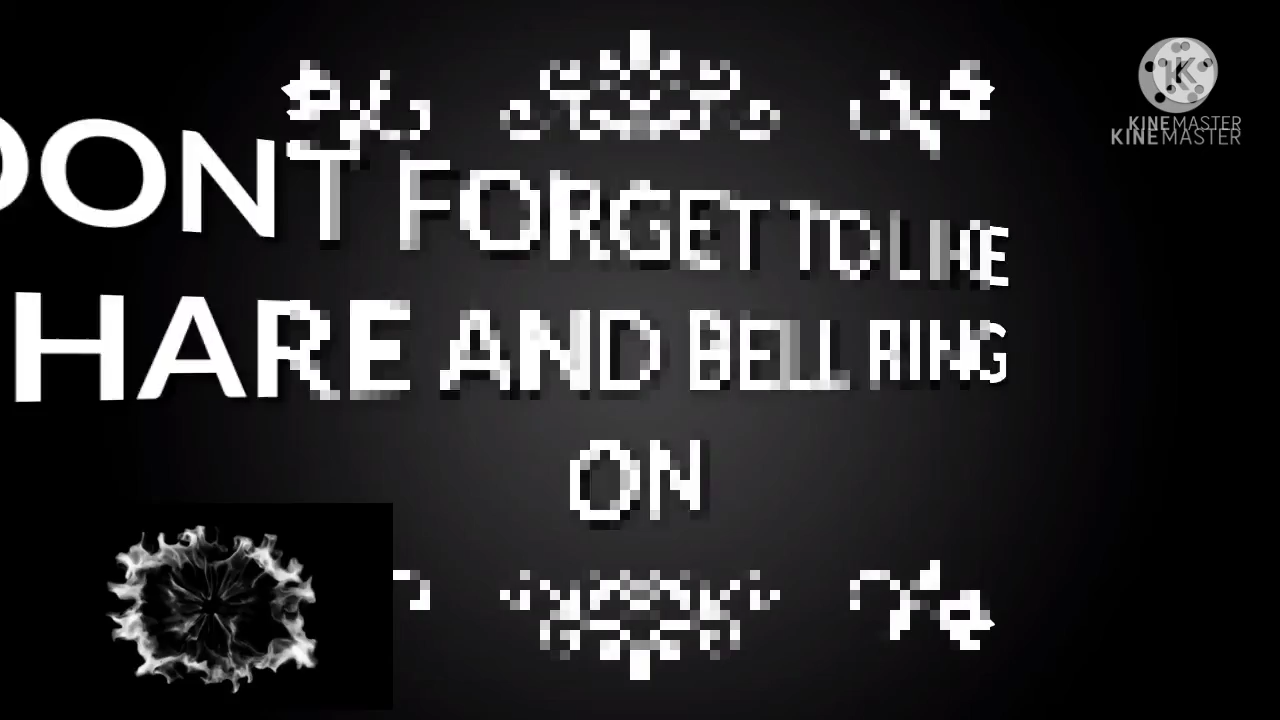 DONT FORGET TO LIKE
HARE AND BELL RING
ON
K
KINEMASTER
KINEMASTER